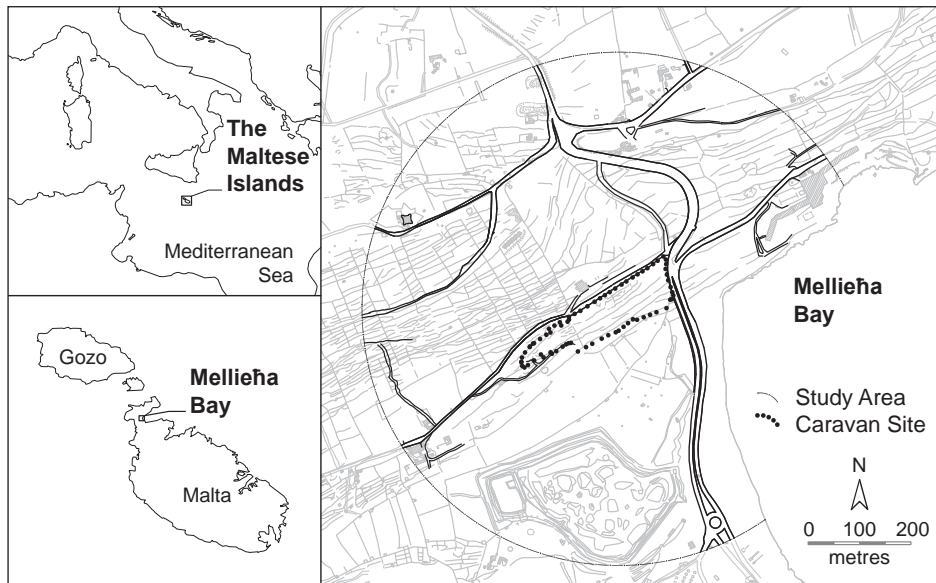 The
Maltese
Islands
Mediterranean
Sea
Gozo
Mellieħa
Bay
Malta
Mellieħa
Bay
Study Area
Caravan Site
N
0 100 200
metres